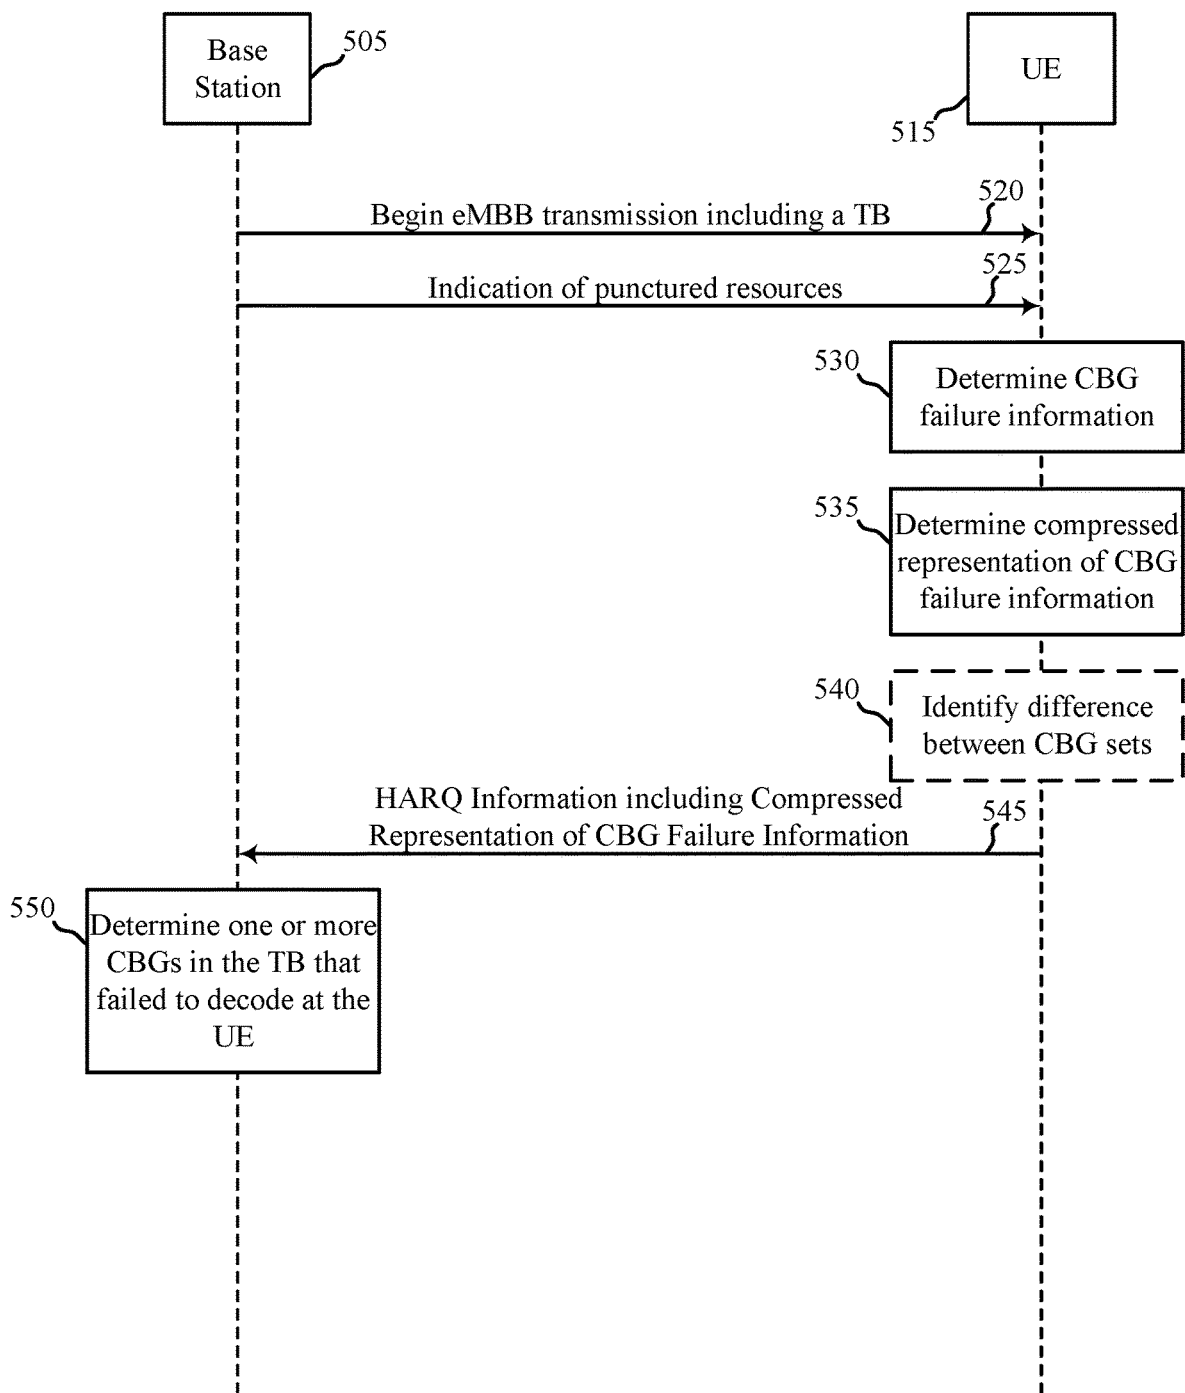 Base
Station
505
UE
515
Begin eMBB transmission including a TB
520
Indication of punctured resources
525
530
Determine CBG
failure information
535
Determine compressed
representation of CBG
failure information
540
Identify difference
between CBG sets
HARQ Information including Compressed
Representation of CBG Failure Information
545
550
Determine one or more
CBGs in the TB that
failed to decode at the
UE